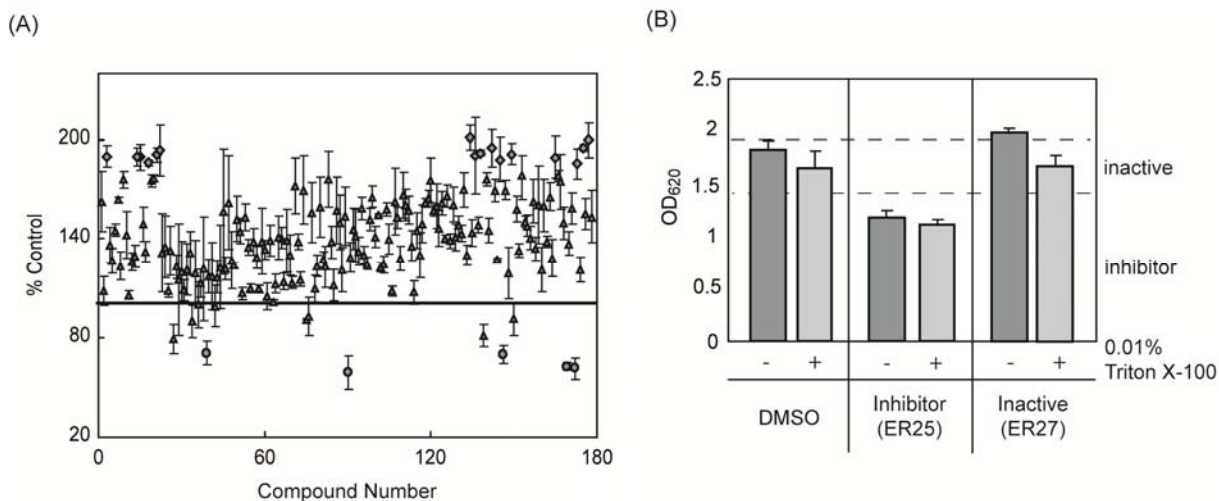 (A)
% Control
200
140
80
20
0
60
120
180
Compound Number
(B)
OD620
2.5
2
1.5
1
0.5
0
inactive
inhibitor
0.01%
Triton X-100
- + - + - +
DMSO
Inhibitor
(ER25)
Inactive
(ER27)